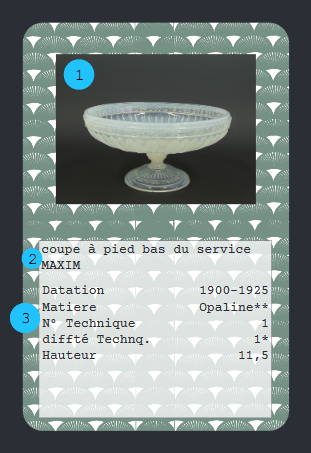 1
2
coupe à pied bas du service
MAXIM
Datation 1900-1925
3
Matiere Opaline**
N° Technique 1
diffté Technq. 1*
Hauteur 11,5